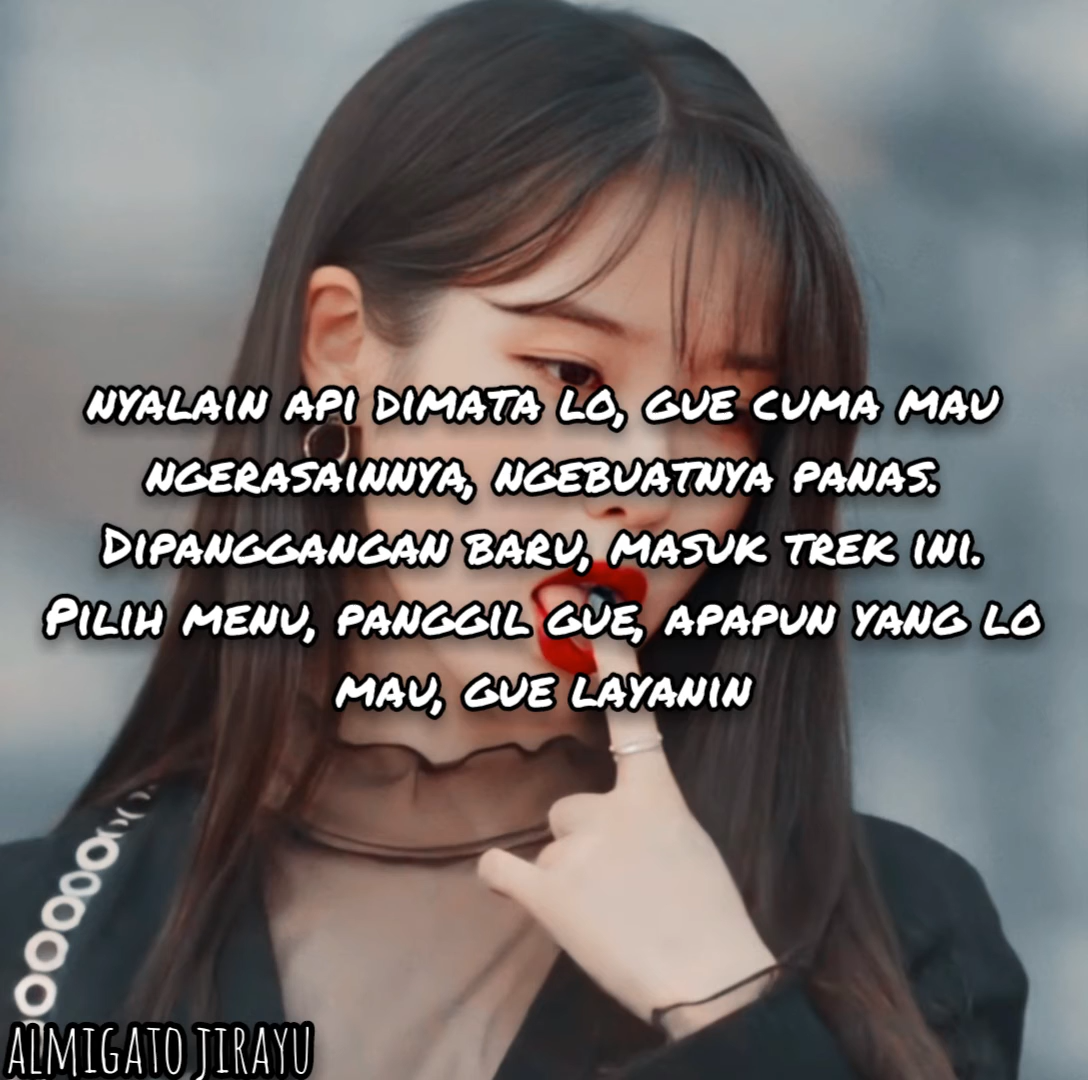 nyalain api dimata lo, gue cuma mau
ngerasainnya, ngebuatnya panas.
Dipanggangan baru, masuk trek ini.
Pilih menu, panggil gue, apapun yang lo
mau, gue layanin
ALMIGATO JIRAYU